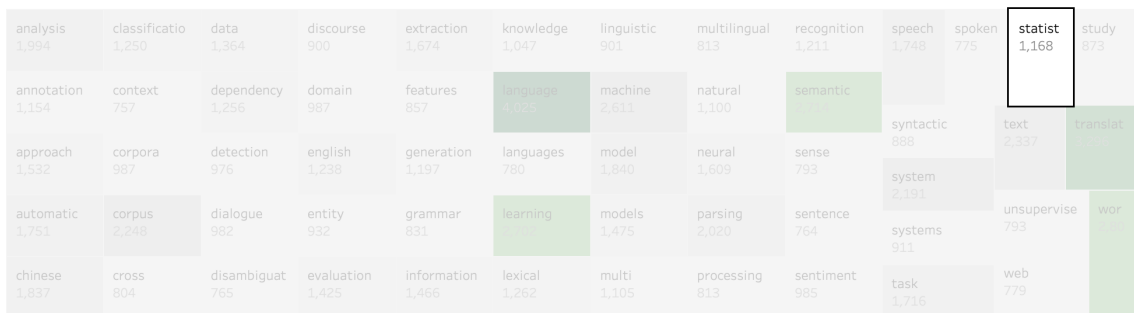 analysis
1,994
classificatio
1,250
data
1,364
discourse
900
extraction
1,674
knowledge
1,047
linguistic
901
multilingual
813
recognition
1,211
speech
1,748
spoken
775
statist
1,168
study
873
annotation
1,154
context
757
dependency
1,256
domain
987
features
857
language
4,025
machine
2,611
natural
1,100
semantic
syntactic
888
text
2,337
translat
approach
1,532
corpora
987
detection
976
english
1,238
generation
1,197
languages
780
model
1,840
neural
1,609
sense
793
system
2,191
automatic
1,751
corpus
2,248
dialogue
982
entity
932
grammar
831
learning
models
1,475
parsing
2,020
sentence
764
systems
911
unsupervise
793
wor
chinese
1,837
cross
804
disambiguat
765
evaluation
1,425
information
1,466
lexical
1,262
multi
1,105
processing
813
sentiment
985
task
1,716
web
779